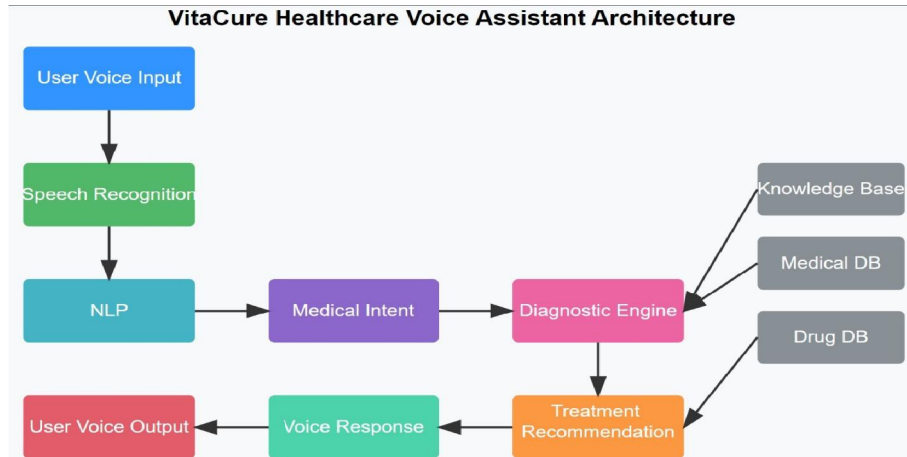 VitaCure Healthcare Voice Assistant Architecture
User Voice Input
Speech Recognition
Knowledge Base
Medical DB
NLP
Medical Intent
Diagnostic Engine
Drug DB
User Voice Output
Voice Response
Treatment
Recommendation